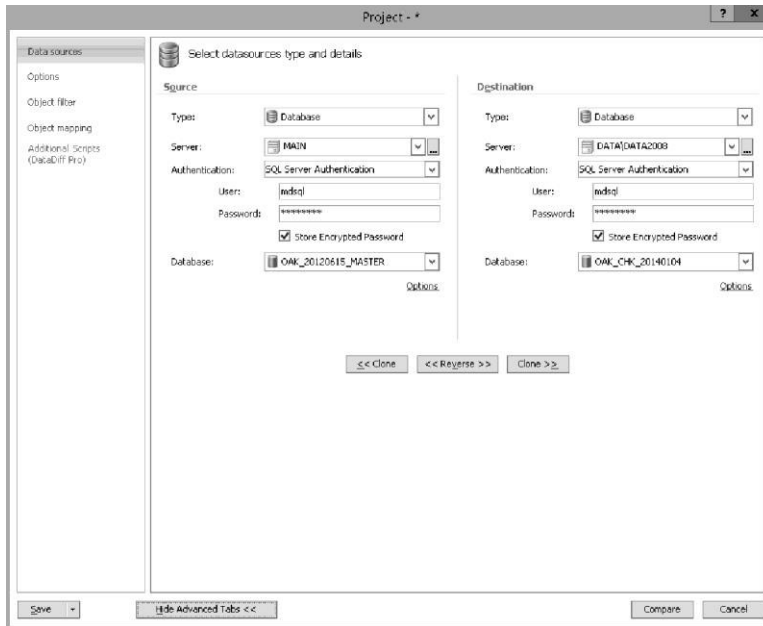 Project - *
? x
Data sources
Options
Object filter
Object mapping
Additional Scripts
(DataDiff Pro)
Select datasources type and details
Source
Type: Database
Server: MAIN ...
Authentication: SQL Server Authentication
User: mdsql
Password: ********
Store Encrypted Password
Database: OAK_20120615_MASTER
Options
Destination
Type: Database
Server: DATA\DATA2008 ...
Authentication: SQL Server Authentication
User: mdsql
Password: ********
Store Encrypted Password
Database: OAK_CHK_20140104
Options
<< Clone << Reverse >> Clone >>
Save Hide Advanced Tabs << Compare Cancel